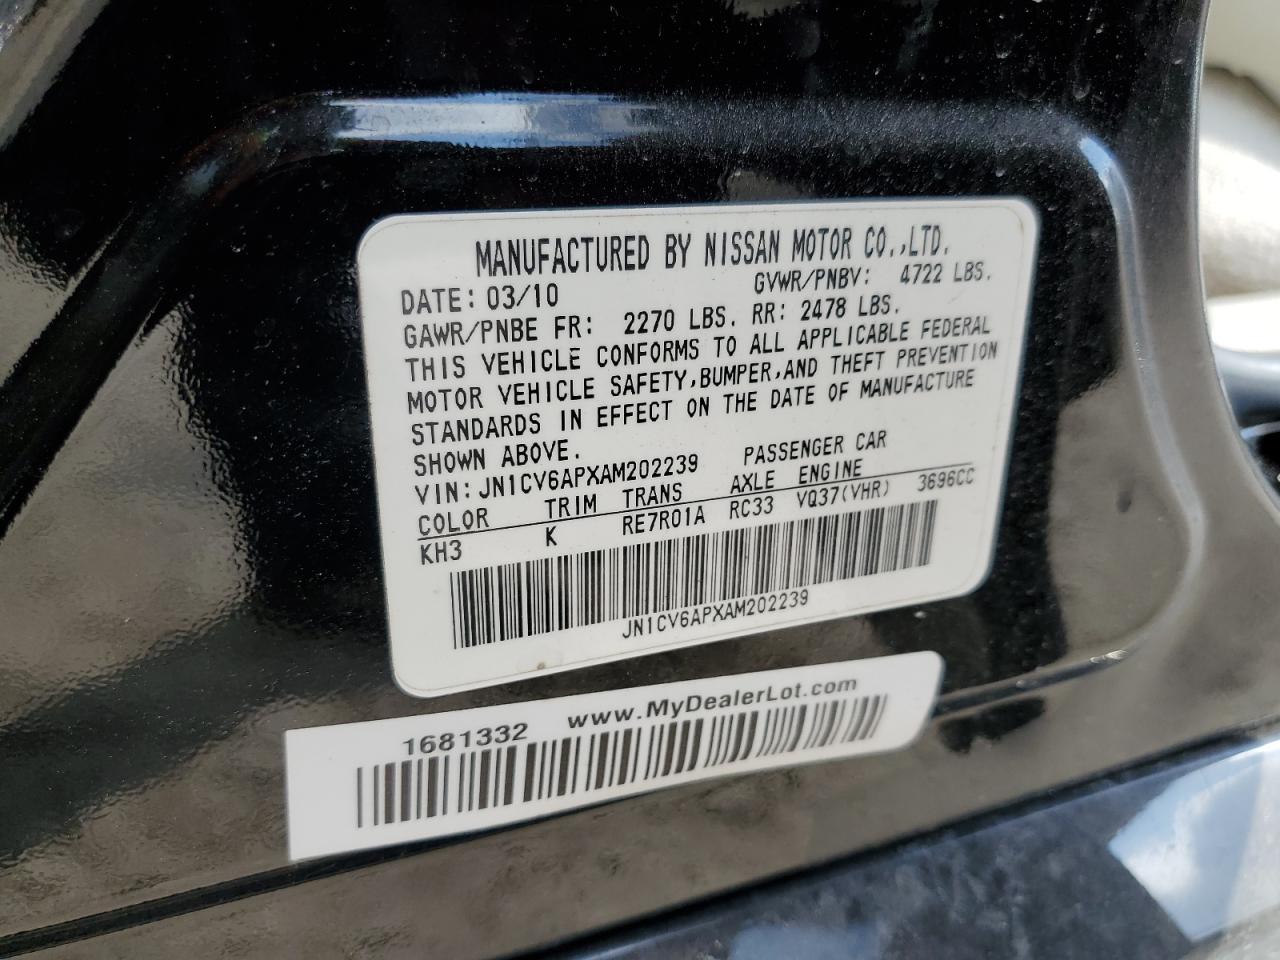 MANUFACTURED BY NISSAN MOTOR CO.,LTD.
DATE: 03/10 GVWR/PNBV: 4722 LBS.
GAWR/PNBE FR: 2270 LBS. RR: 2478 LBS.
THIS VEHICLE CONFORMS TO ALL APPLICABLE FEDERAL
MOTOR VEHICLE SAFETY,BUMPER,AND THEFT PREVENTION
STANDARDS IN EFFECT ON THE DATE OF MANUFACTURE
SHOWN ABOVE.
VIN: JN1CV6APXAM202239 PASSENGER CAR
COLOR TRIM TRANS AXLE ENGINE
KH3 K RE7R01A RC33 VQ37(VHR) 3696CC
JN1CV6APXAM202239
1681332 www.MyDealerLot.com